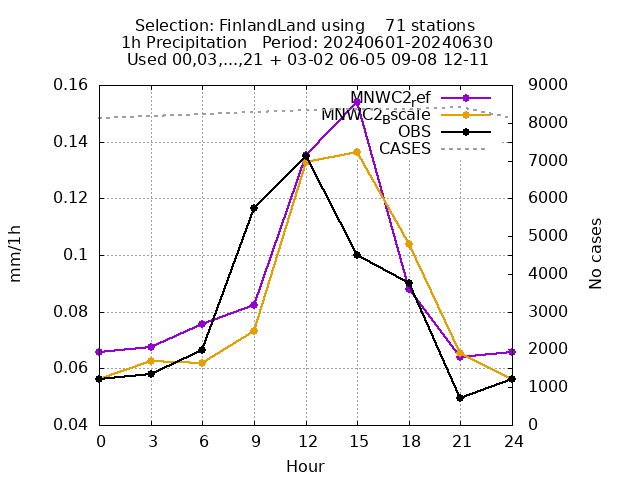 Selection: FinlandLand using    71 stations
1h Precipitation   Period: 20240601-20240630
Used 00,03,...,21 + 03-02 06-05 09-08 12-11
0.16
0.14
0.12
0.1
0.08
0.06
0.04
mm/1h
9000
8000
7000
6000
5000
4000
3000
2000
1000
0
No cases
MNWC2ref
MNWC2Bscale
OBS
CASES
0 3 6 9 12 15 18 21 24
Hour